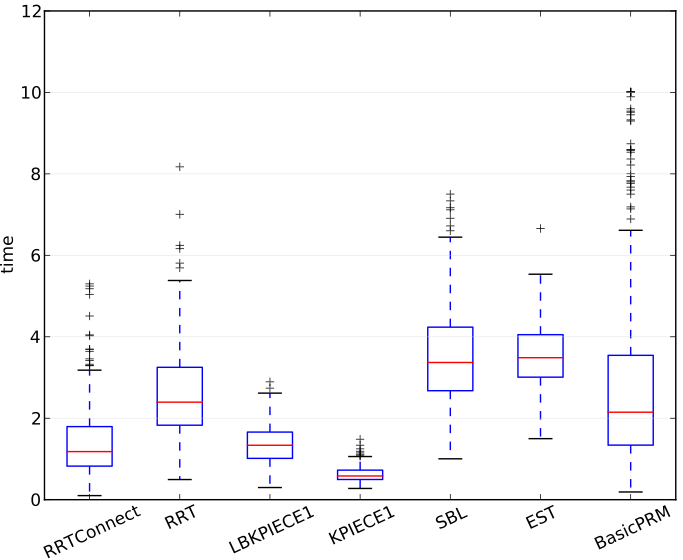 12
10
8
6
4
2
0
time
RRTConnect
RRT
LBKPIECE1
KPIECE1
SBL
EST
BasicPRM